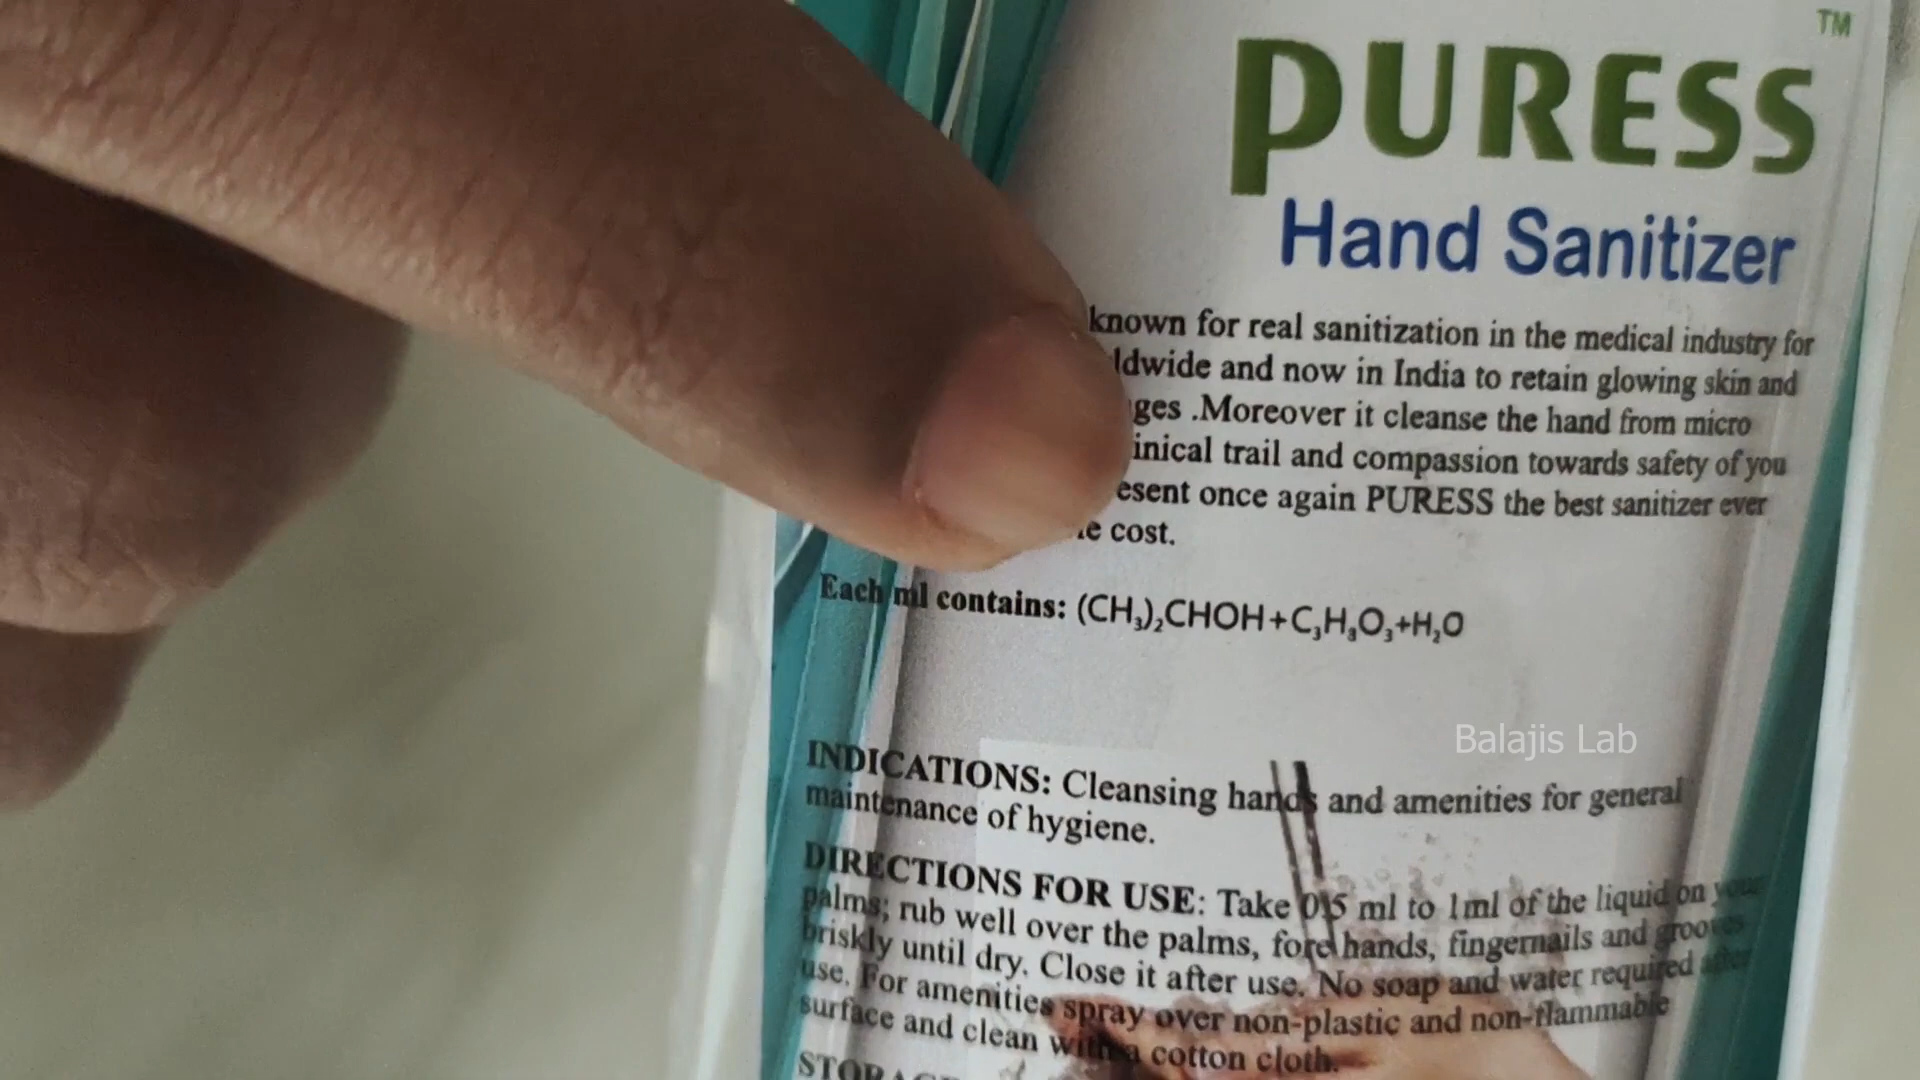 PURESS™
Hand Sanitizer
known for real sanitization in the medical industry for
ldwide and now in India to retain glowing skin and
ges .Moreover it cleanse the hand from micro
inical trail and compassion towards safety of you
esent once again PURESS the best sanitizer ever
cost.
Each ml contains: (CH₃)₂CHOH+C₃H₈O₃+H₂O
Balajis Lab
INDICATIONS: Cleansing hands and amenities for general
maintenance of hygiene.
DIRECTIONS FOR USE: Take 0.5 ml to 1ml of the liquid on your
palms; rub well over the palms, fore hands, fingernails and grooves
briskly until dry. Close it after use. No soap and water required after
use. For amenities spray over non-plastic and non-flammable
surface and clean with a cotton cloth.